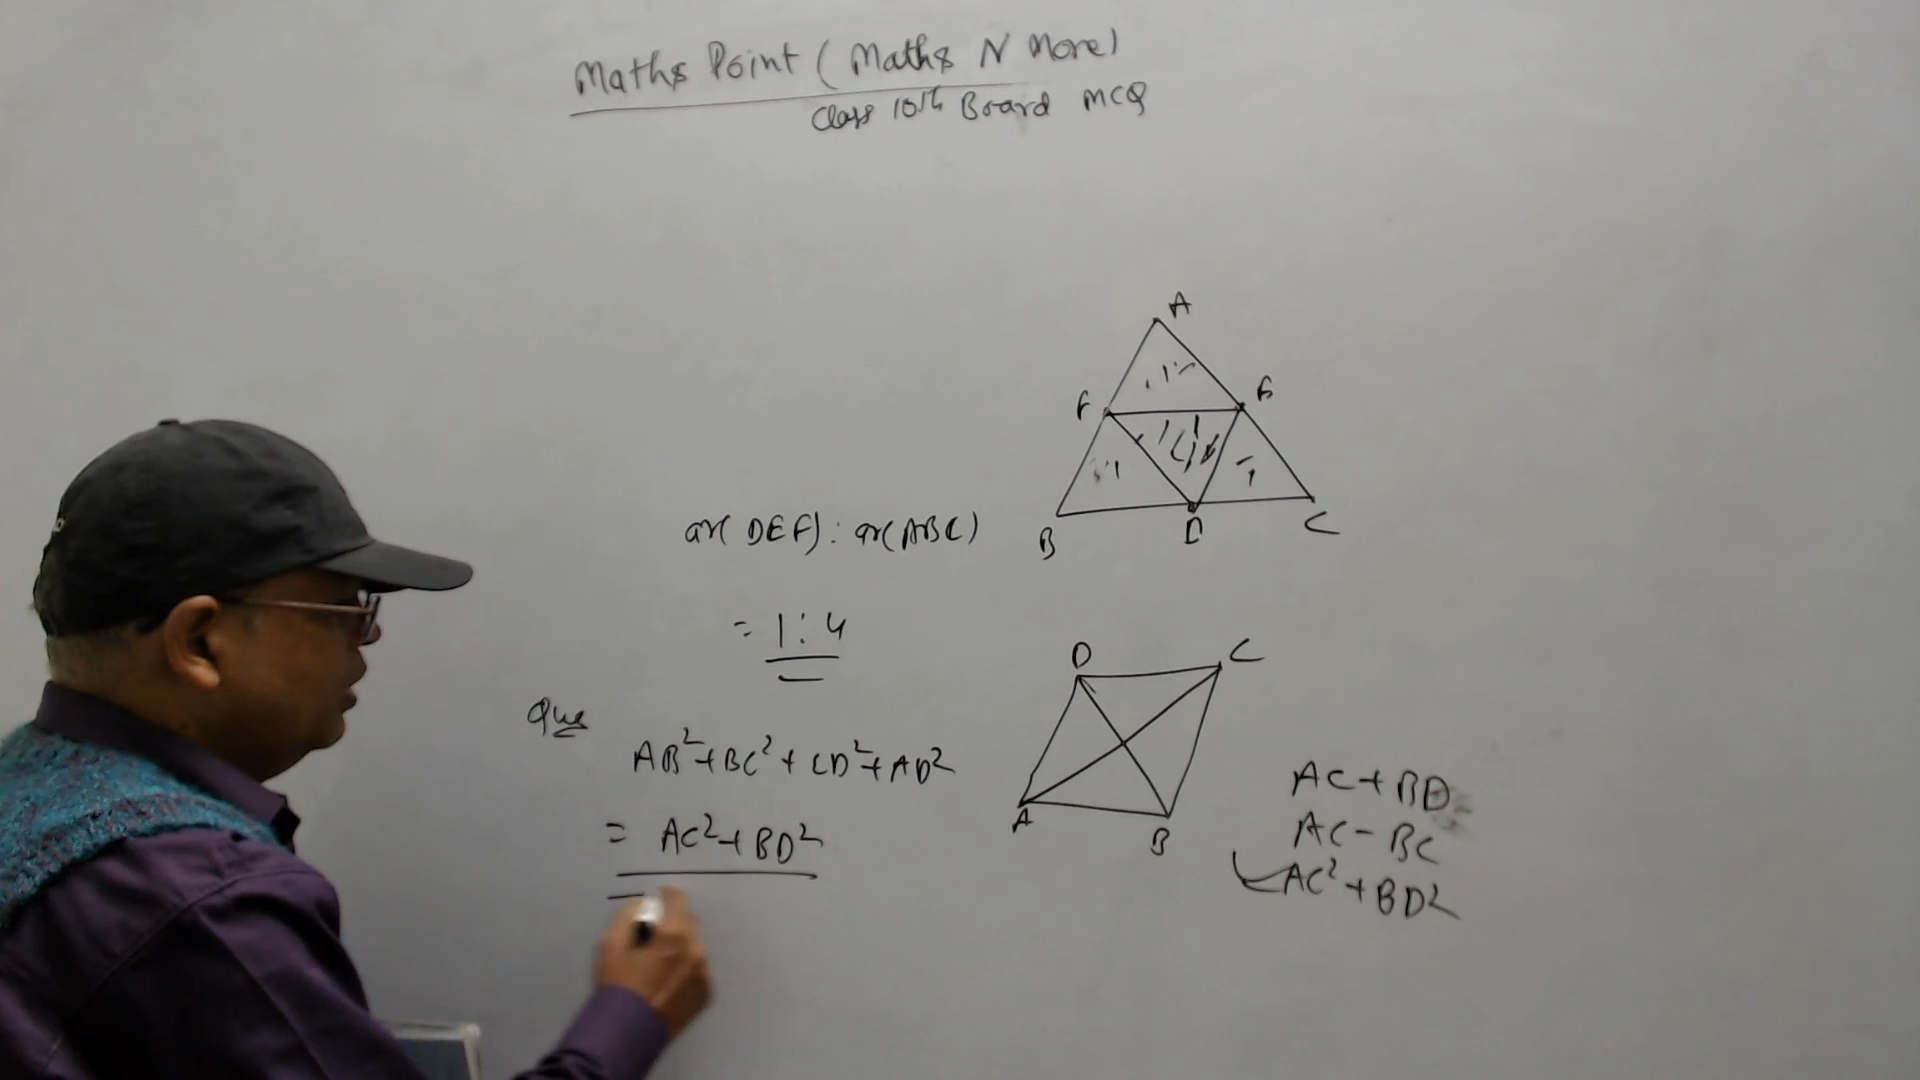 Maths Point (Maths N More)
Class 10th Board MCQ
A
F
E
B
D
C
ar(DEF) : ar(ABC)
= 1:4
Que
AB²+BC²+CD²+AD²
= AC²+BD²
D
C
A
B
AC+BD
AC-BC
AC²+BD²